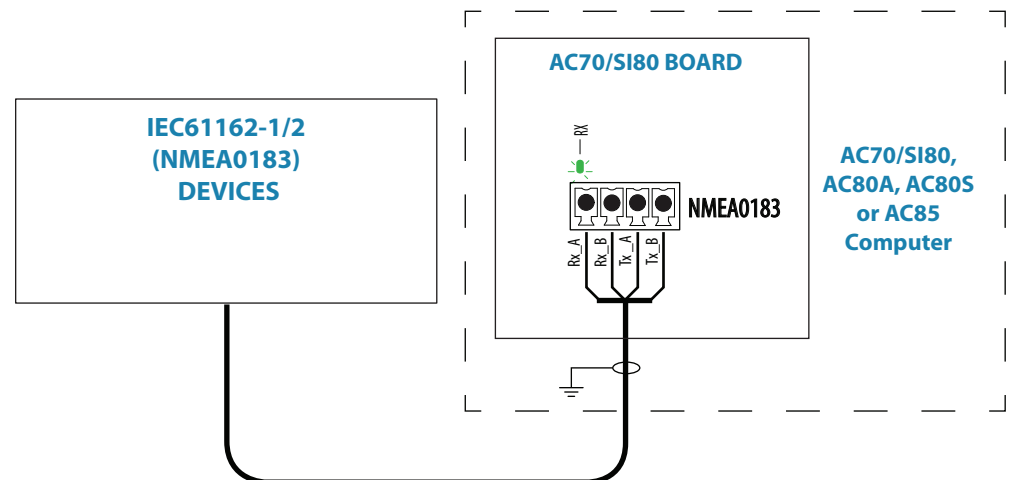 IEC61162-1/2
(NMEA0183)
DEVICES
AC70/SI80 BOARD
RX
NMEA0183
Rx_A
Rx_B
Tx_A
Tx_B
AC70/SI80,
AC80A, AC80S
or AC85
Computer